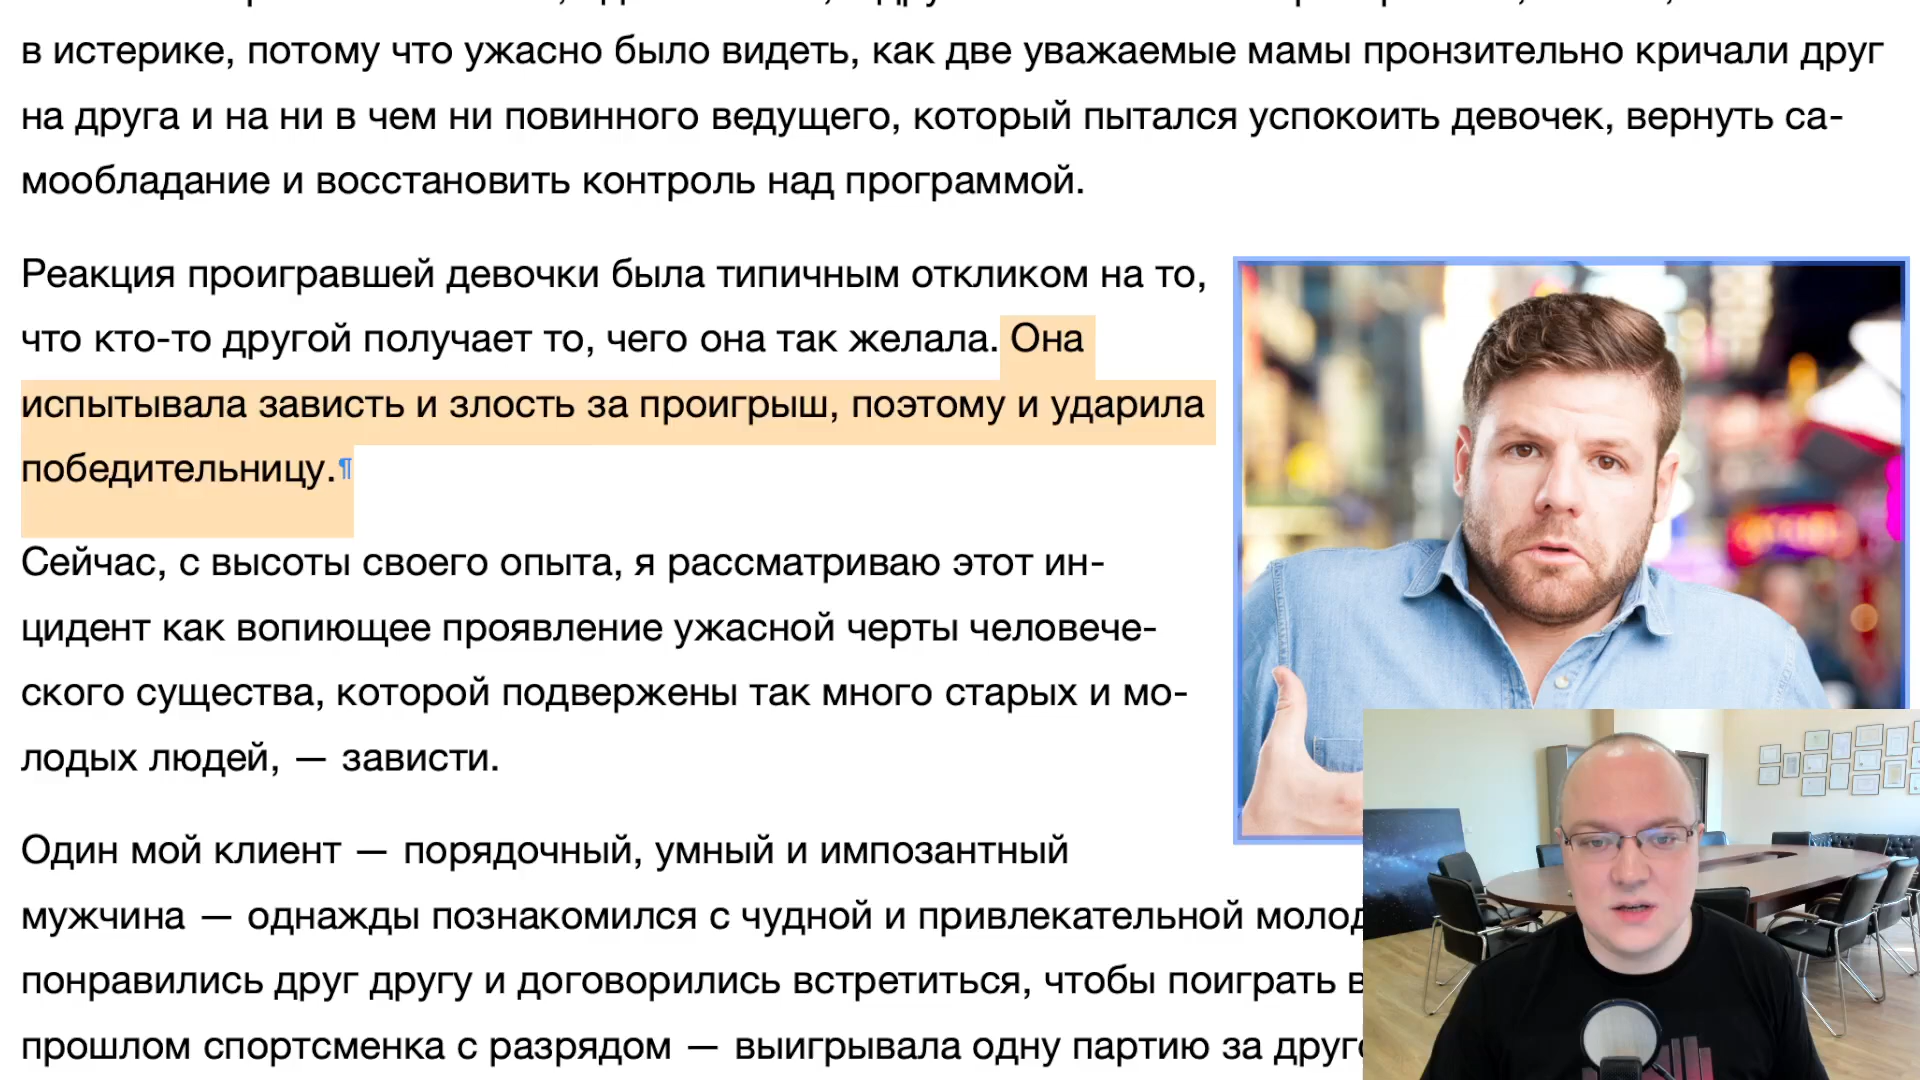 в истерике, потому что ужасно было видеть, как две уважаемые мамы пронзительно кричали друг
на друга и на ни в чем ни повинного ведущего, который пытался успокоить девочек, вернуть са-
мообладание и восстановить контроль над программой.
Реакция проигравшей девочки была типичным откликом на то,
что кто-то другой получает то, чего она так желала. Она
испытывала зависть и злость за проигрыш, поэтому и ударила
победительницу.¶
Сейчас, с высоты своего опыта, я рассматриваю этот ин-
цидент как вопиющее проявление ужасной черты человече-
ского существа, которой подвержены так много старых и мо-
лодых людей, — зависти.
Один мой клиент — порядочный, умный и импозантный
мужчина — однажды познакомился с чудной и привлекательной
понравились друг другу и договорились встретиться, чтобы поиграть в
прошлом спортсменка с разрядом — выигрывала одну партию за